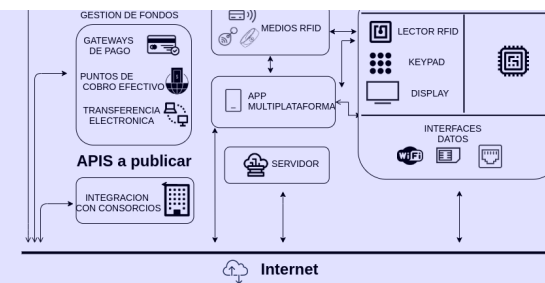 GESTION DE FONDOS
GATEWAYS
DE PAGO
PUNTOS DE
COBRO EFECTIVO
TRANSFERENCIA
ELECTRONICA
APIS a publicar
INTEGRACION
CON CONSORCIOS
MEDIOS RFID
APP
MULTIPLATAFORMA
SERVIDOR
LECTOR RFID
KEYPAD
DISPLAY
INTERFACES
DATOS
WiFi
Internet